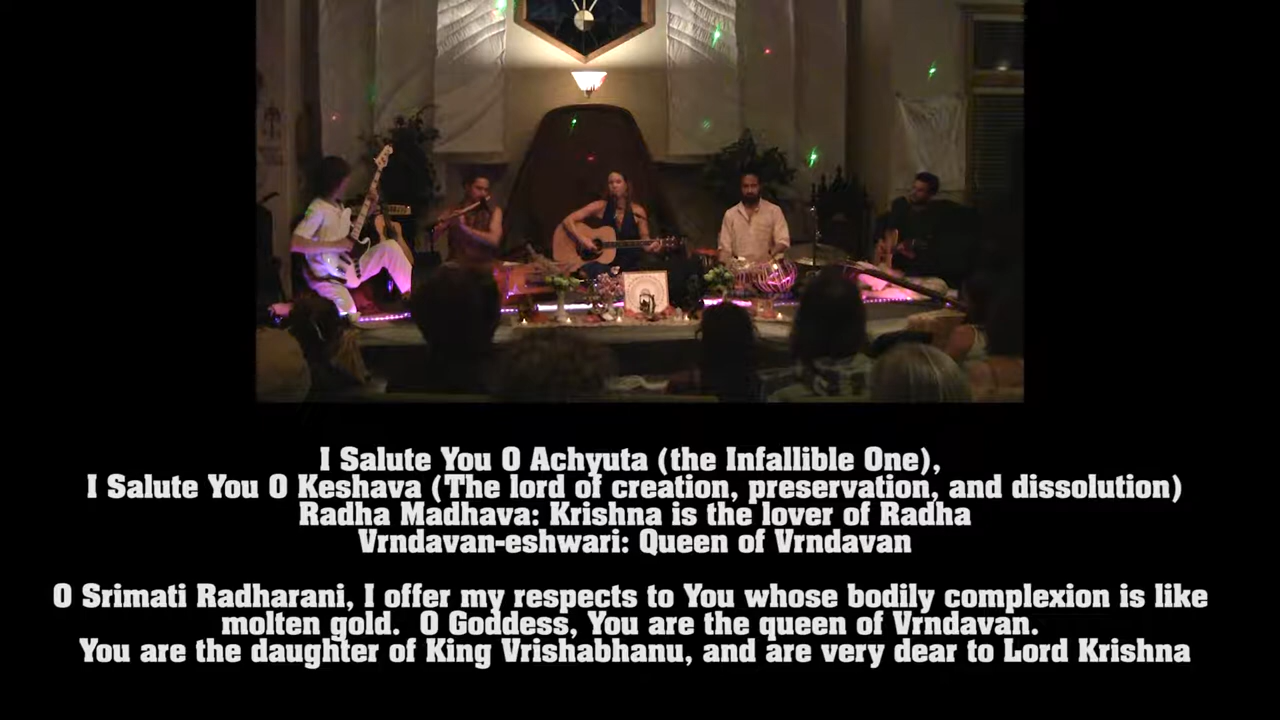 I Salute You O Achyuta (the Infallible One),
I Salute You O Keshava (The lord of creation, preservation, and dissolution)
Radha Madhava: Krishna is the lover of Radha
Vrndavan-eshwari: Queen of Vrndavan
O Srimati Radharani, I offer my respects to You whose bodily complexion is like
molten gold.  O Goddess, You are the queen of Vrndavan.
You are the daughter of King Vrishabhanu, and are very dear to Lord Krishna